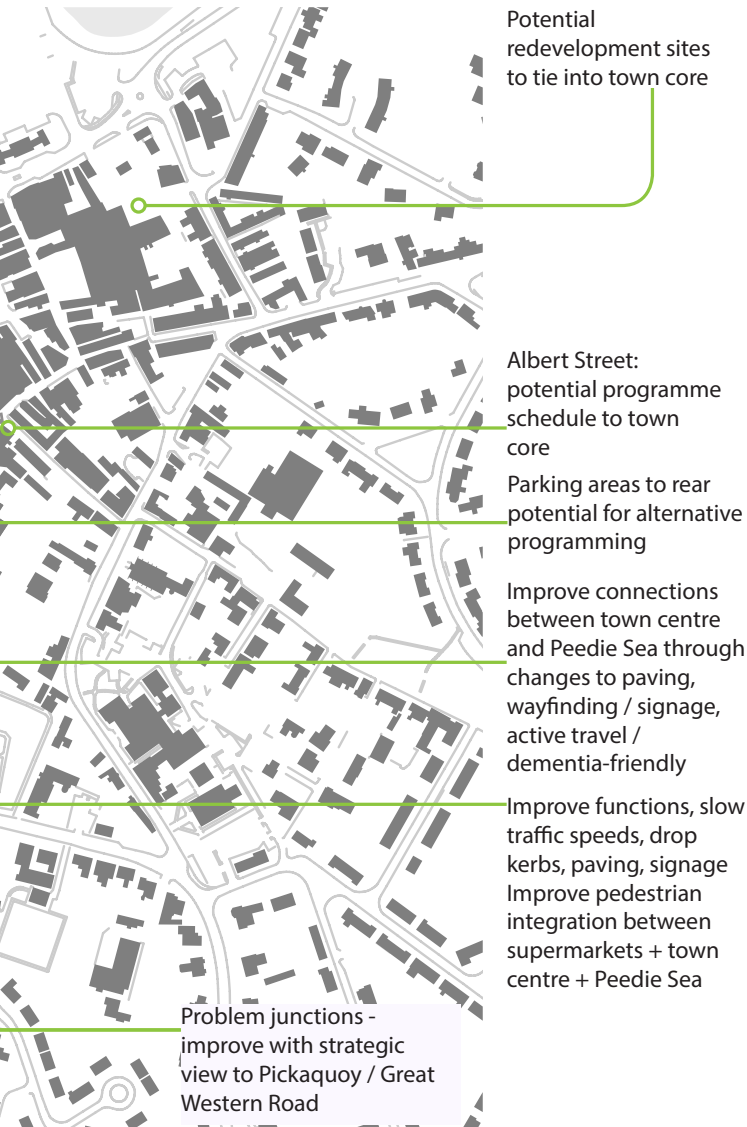 Potential
redevelopment sites
to tie into town core
Albert Street:
potential programme
schedule to town
core
Parking areas to rear
potential for alternative
programming
Improve connections
between town centre
and Peedie Sea through
changes to paving,
wayfinding / signage,
active travel /
dementia-friendly
Improve functions, slow
traffic speeds, drop
kerbs, paving, signage
Improve pedestrian
integration between
supermarkets + town
centre + Peedie Sea
Problem junctions -
improve with strategic
view to Pickaquoy / Great
Western Road